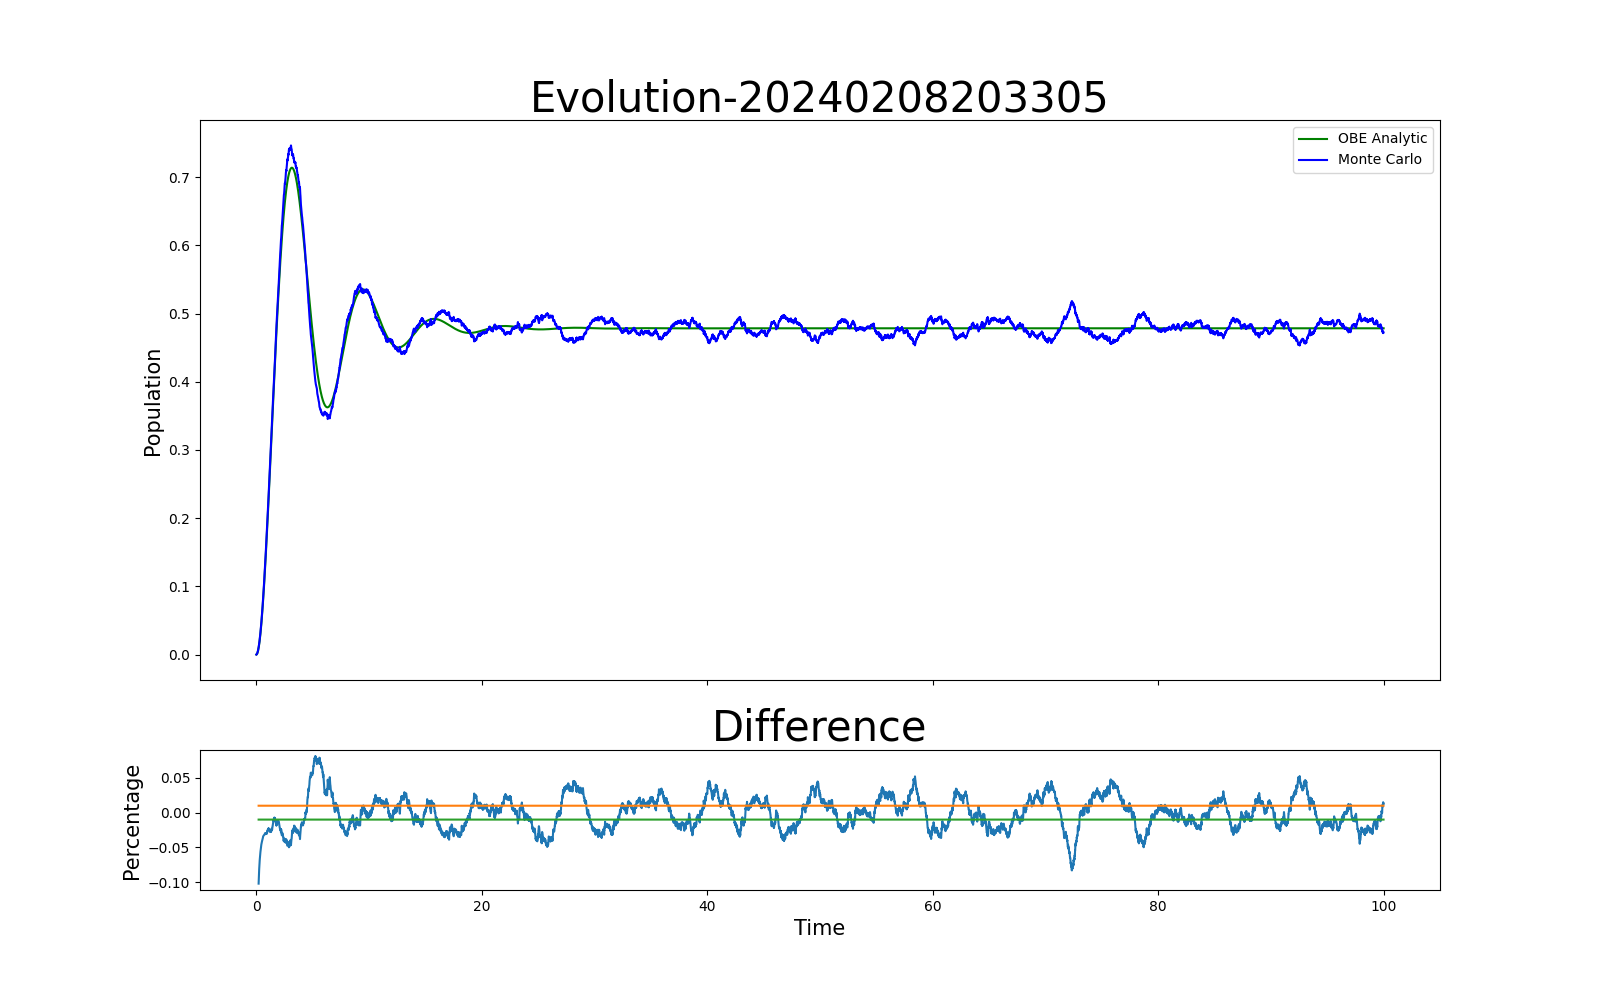 Evolution-20240208203305
OBE Analytic
Monte Carlo
0.7
0.6
0.5
0.4
0.3
0.2
0.1
0.0
Population
Difference
0.05
0.00
−0.05
−0.10
Percentage
0 20 40 60 80 100
Time